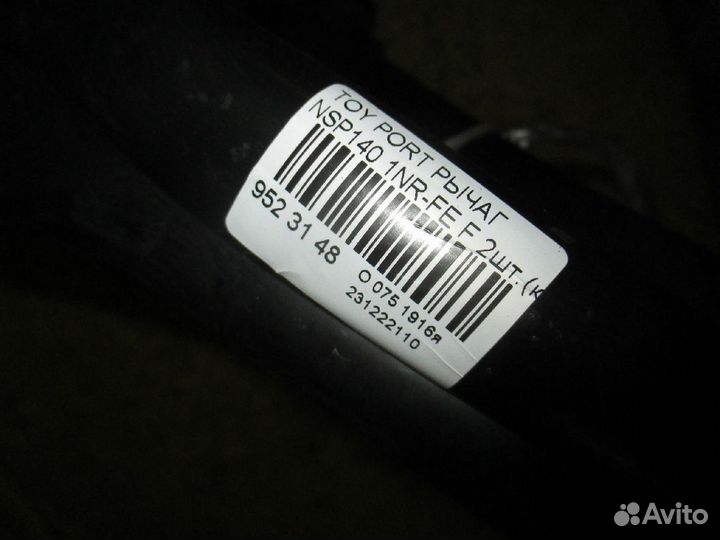 TOY PORT РЫЧАГ
NSP140 1NR-FE F 2шт. (к
952 31 48
О 075 1916я
231222110
Avito